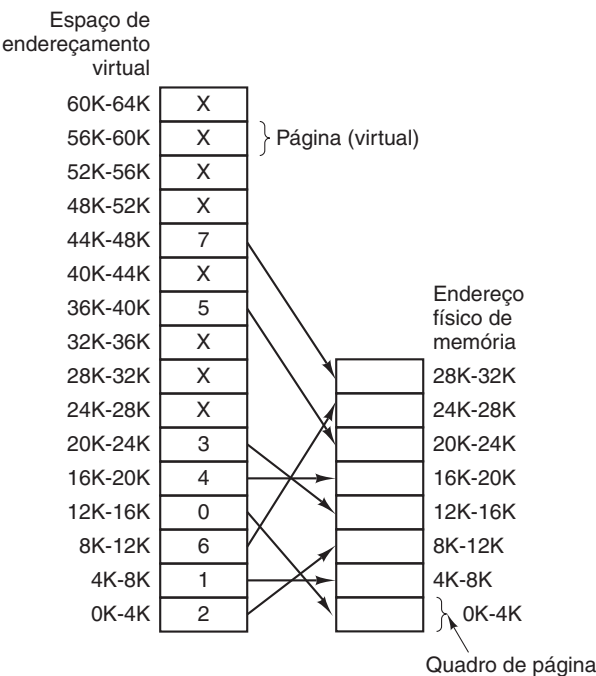 Espaço de
endereçamento
virtual
60K-64K X
56K-60K X Página (virtual)
52K-56K X
48K-52K X
44K-48K 7
40K-44K X
36K-40K 5
32K-36K X
28K-32K X
24K-28K X
20K-24K 3
16K-20K 4
12K-16K 0
8K-12K 6
4K-8K 1
0K-4K 2
Endereço
físico de
memória
28K-32K
24K-28K
20K-24K
16K-20K
12K-16K
8K-12K
4K-8K
0K-4K
Quadro de página